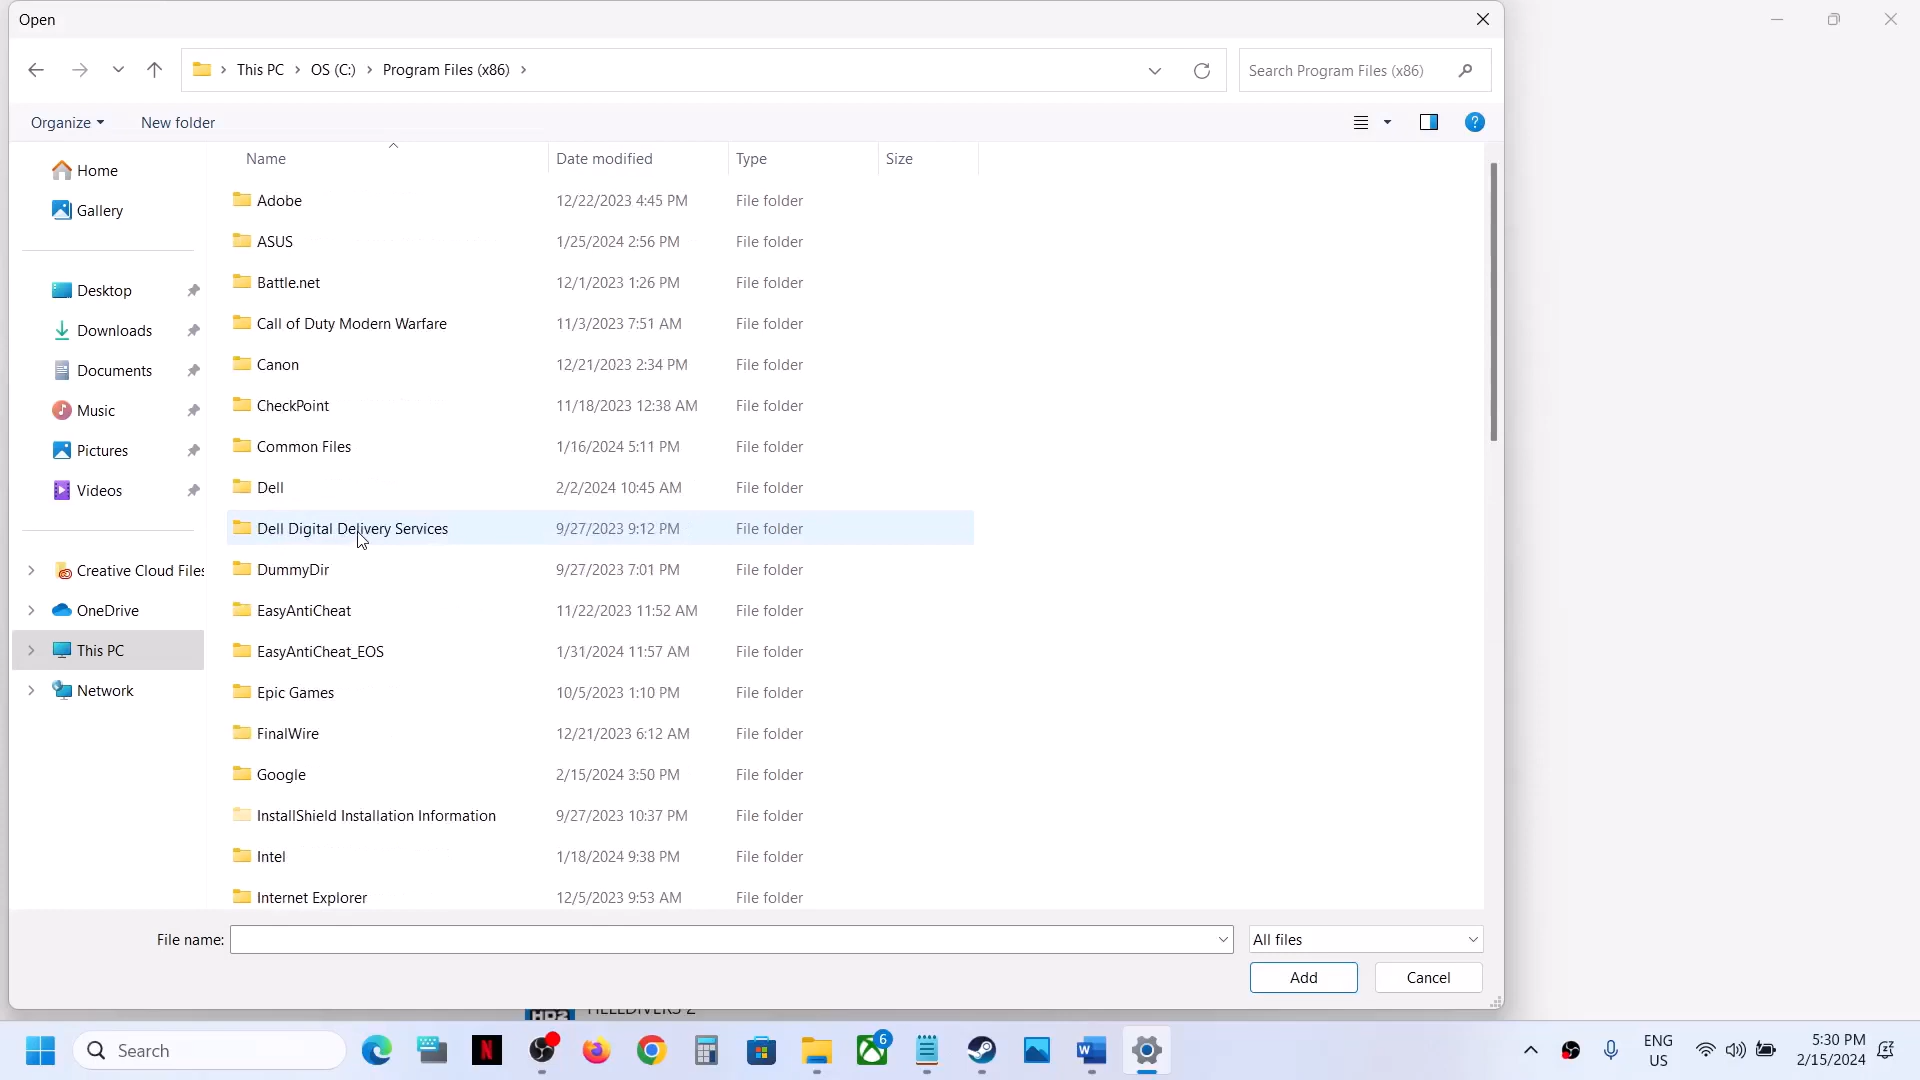 Open
This PC > OS (C:) > Program Files (x86) >
Search Program Files (x86)
Organize
New folder
Name
Date modified
Type
Size
Home
Gallery
Desktop
Downloads
Documents
Music
Pictures
Videos
Creative Cloud Files
OneDrive
This PC
Network
Adobe 12/22/2023 4:45 PM File folder
ASUS 1/25/2024 2:56 PM File folder
Battle.net 12/1/2023 1:26 PM File folder
Call of Duty Modern Warfare 11/3/2023 7:51 AM File folder
Canon 12/21/2023 2:34 PM File folder
CheckPoint 11/18/2023 12:38 AM File folder
Common Files 1/16/2024 5:11 PM File folder
Dell 2/2/2024 10:45 AM File folder
Dell Digital Delivery Services 9/27/2023 9:12 PM File folder
DummyDir 9/27/2023 7:01 PM File folder
EasyAntiCheat 11/22/2023 11:52 AM File folder
EasyAntiCheat_EOS 1/31/2024 11:57 AM File folder
Epic Games 10/5/2023 1:10 PM File folder
FinalWire 12/21/2023 6:12 AM File folder
Google 2/15/2024 3:50 PM File folder
InstallShield Installation Information 9/27/2023 10:37 PM File folder
Intel 1/18/2024 9:38 PM File folder
Internet Explorer 12/5/2023 9:53 AM File folder
File name:
All files
Add
Cancel
HD2 HELLDIVERS 2
Search
6
ENG
US
5:30 PM
2/15/2024